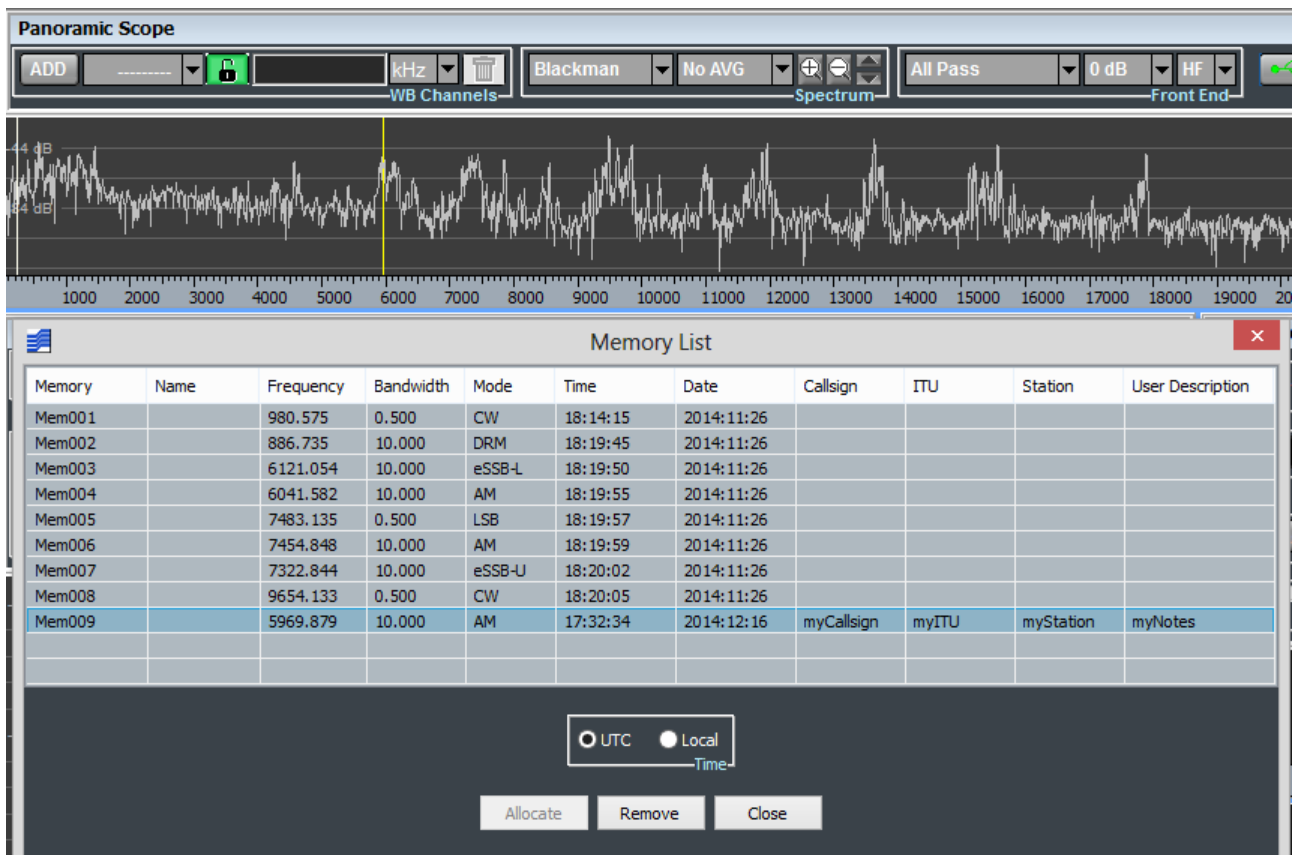 Panoramic Scope
ADD --------- kHz Blackman No AVG All Pass 0 dB HF
WB Channels Spectrum Front End
-44 dB
-84 dB
1000 2000 3000 4000 5000 6000 7000 8000 9000 10000 11000 12000 13000 14000 15000 16000 17000 18000 19000 20
Memory List
Memory Name Frequency Bandwidth Mode Time Date Callsign ITU Station User Description
Mem001 980.575 0.500 CW 18:14:15 2014:11:26
Mem002 886.735 10.000 DRM 18:19:45 2014:11:26
Mem003 6121.054 10.000 eSSB-L 18:19:50 2014:11:26
Mem004 6041.582 10.000 AM 18:19:55 2014:11:26
Mem005 7483.135 0.500 LSB 18:19:57 2014:11:26
Mem006 7454.848 10.000 AM 18:19:59 2014:11:26
Mem007 7322.844 10.000 eSSB-U 18:20:02 2014:11:26
Mem008 9654.133 0.500 CW 18:20:05 2014:11:26
Mem009 5969.879 10.000 AM 17:32:34 2014:12:16 myCallsign myITU myStation myNotes
UTC Local
Time
Allocate Remove Close